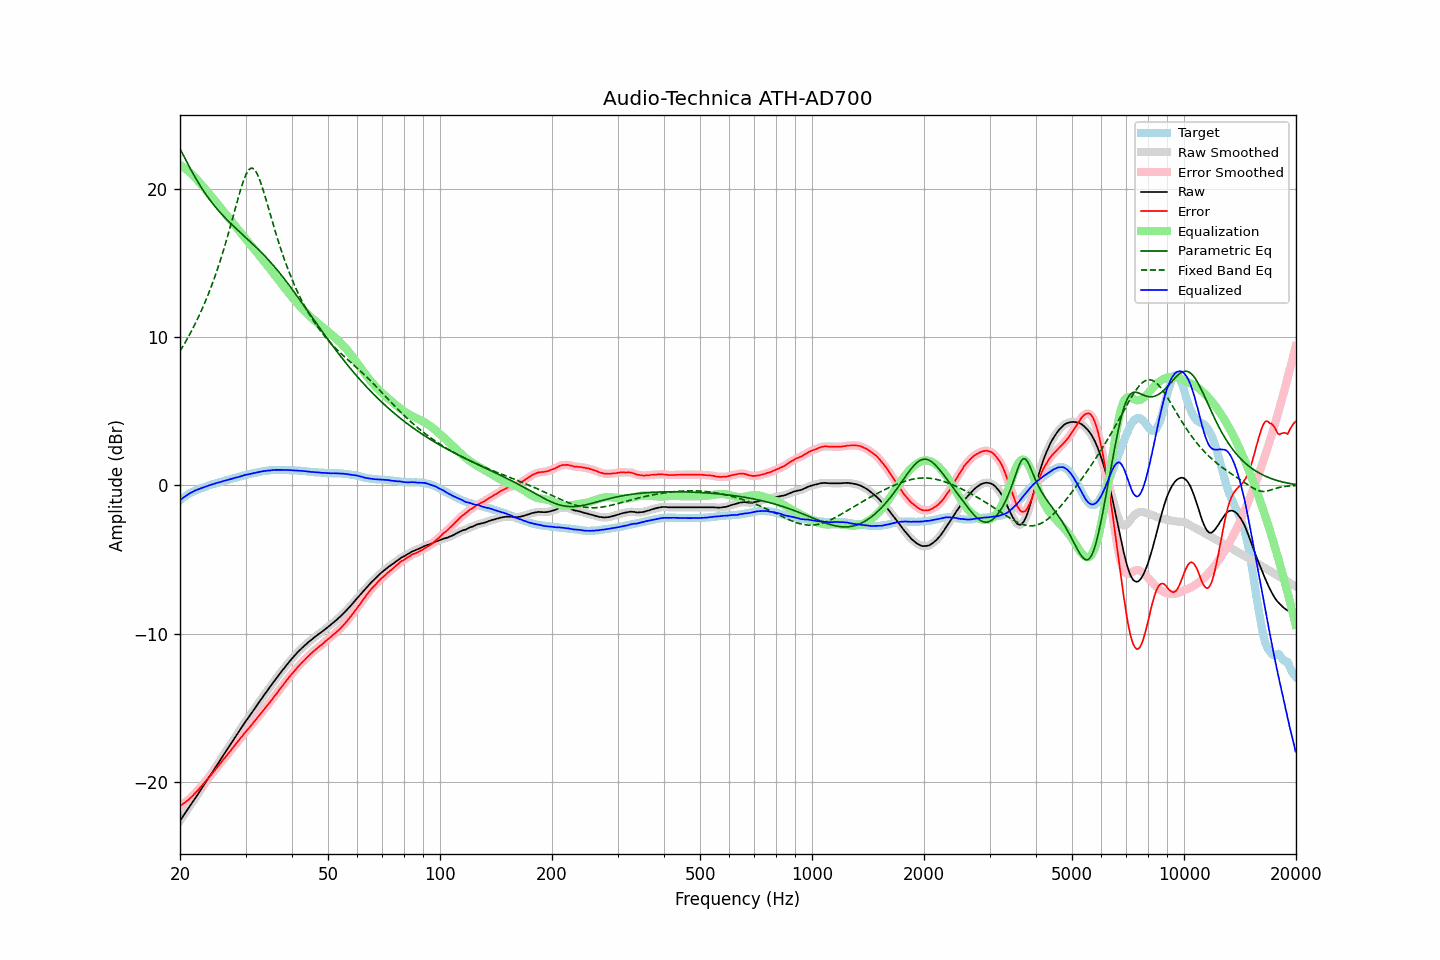 Audio-Technica ATH-AD700
Target
Raw Smoothed
Error Smoothed
Raw
Error
Equalization
Parametric Eq
Fixed Band Eq
Equalized
Amplitude (dBr)
20
10
0
−10
−20
20 50 100 200 500 1000 2000 5000 10000 20000
Frequency (Hz)